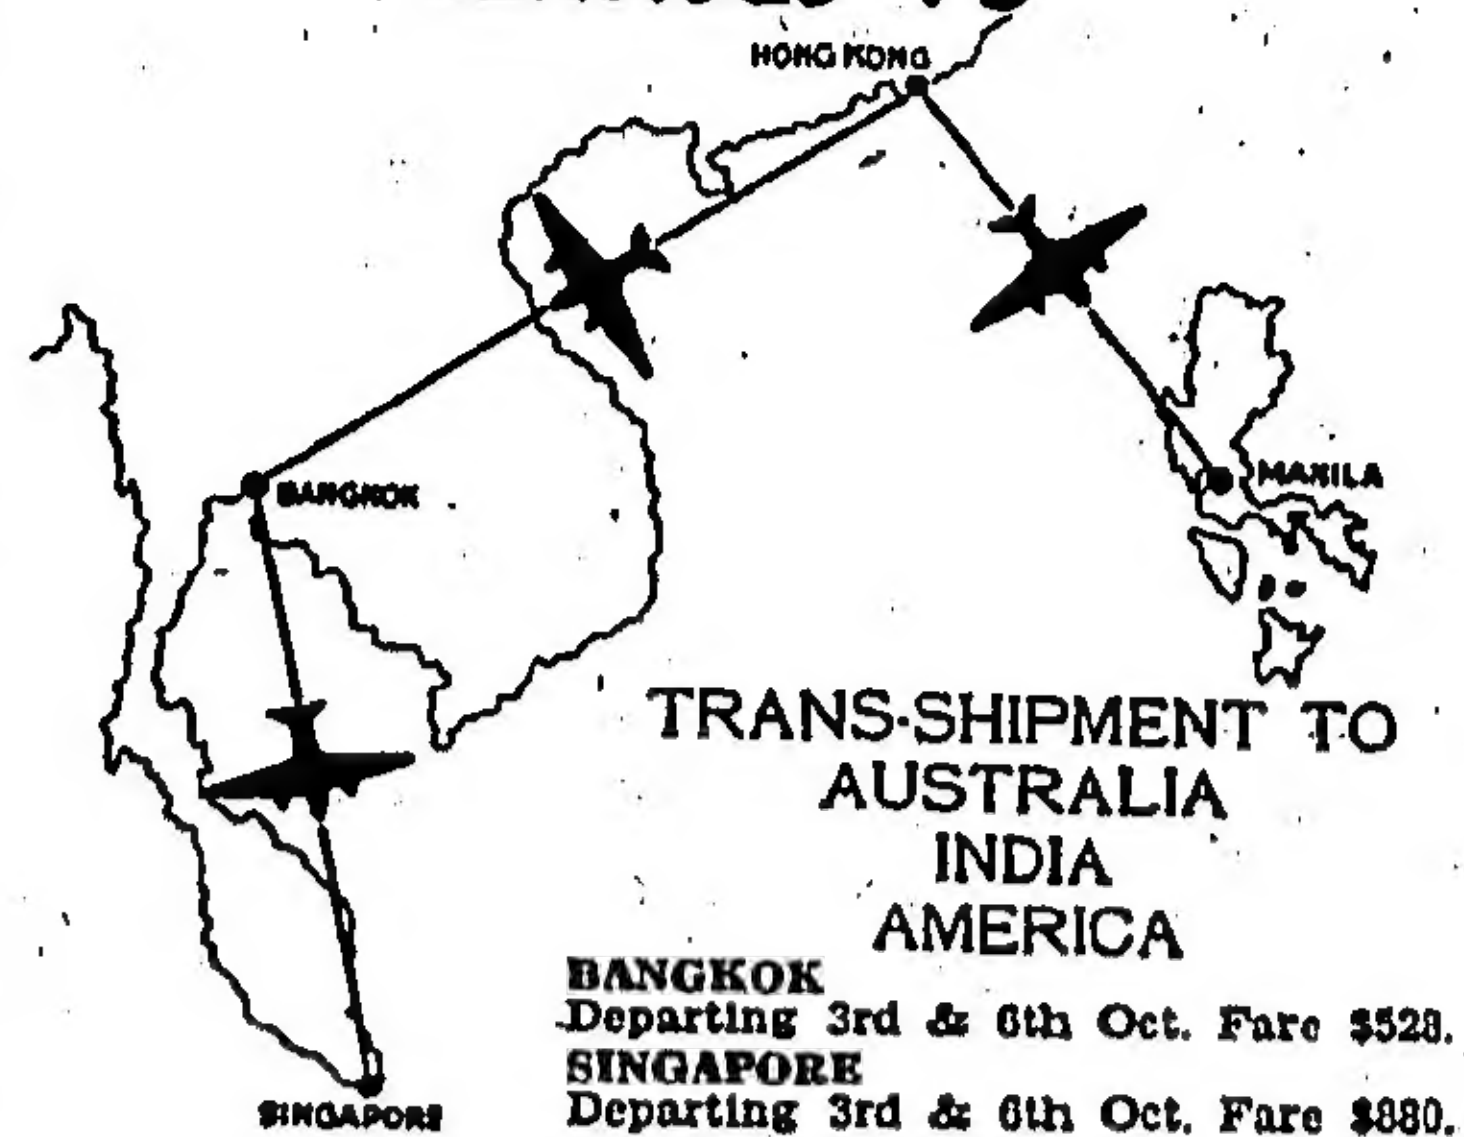 HONG KONG
BANGKOK
MANILA
TRANS-SHIPMENT TO
AUSTRALIA
INDIA
AMERICA
BANGKOK
Departing 3rd & 6th Oct. Fare $528.
SINGAPORE
Departing 3rd & 6th Oct. Fare $880.
SINGAPORE